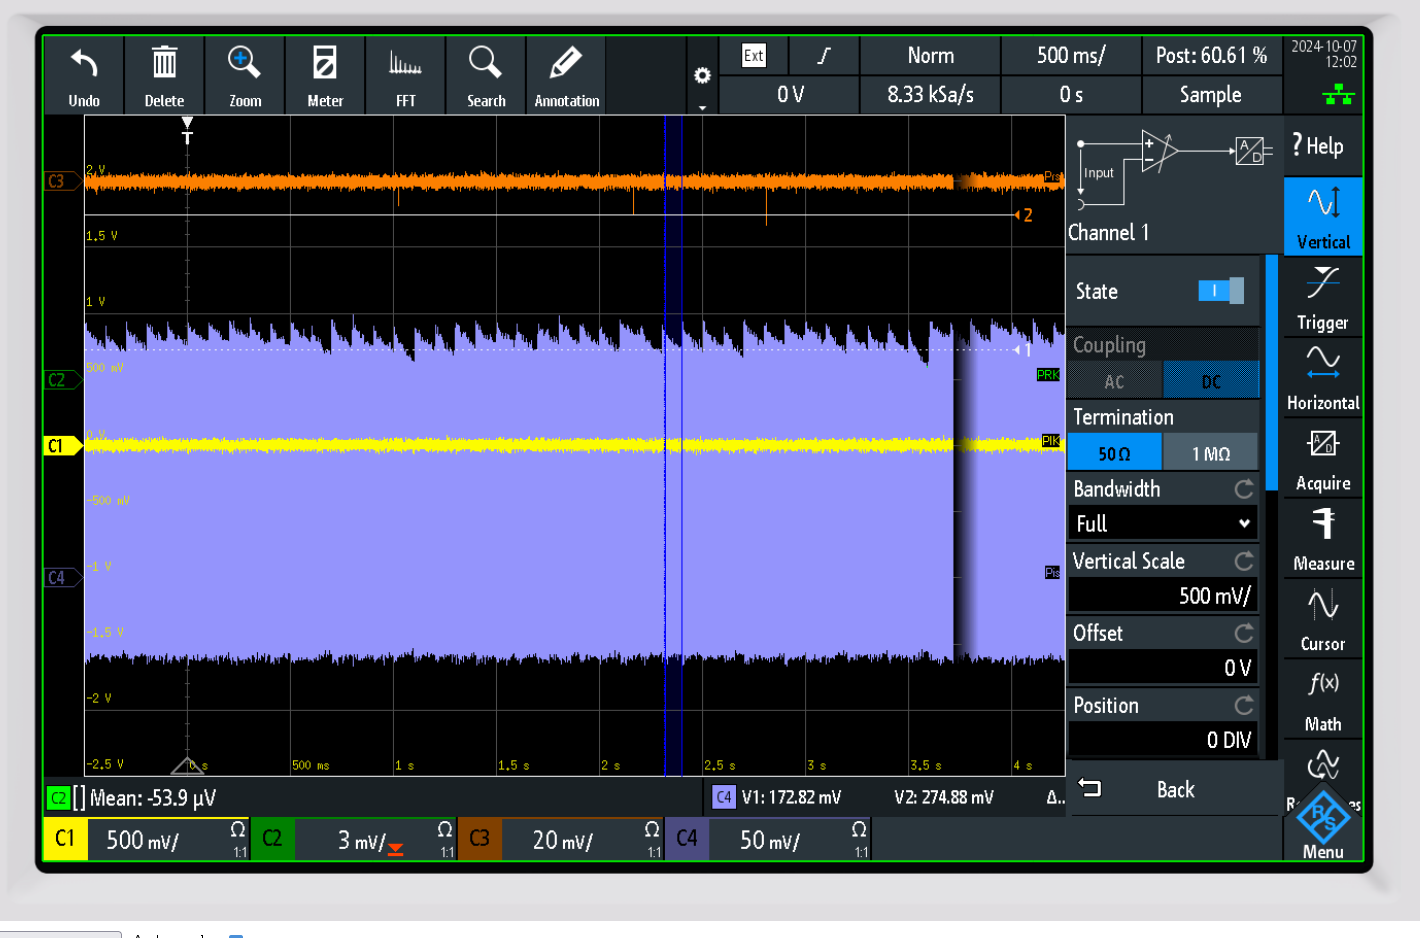 Undo
Delete
Zoom
Meter
FFT
Search
Annotation
Ext
Norm
500 ms/
Post: 60.61 %
2024-10-07
12:02
0 V
8.33 kSa/s
0 s
Sample
T
C3
2 V
1.5 V
1 V
500 mV
0 V
-500 mV
-1 V
-1.5 V
-2 V
-2.5 V
C2
C1
C4
2
1
PRK
PIK
Pis
0 s
500 ms
1 s
1.5 s
2 s
2.5 s
3 s
3.5 s
4 s
Input
A
D
Channel 1
State
Coupling
AC
DC
Termination
50 Ω
1 MΩ
Bandwidth
Full
Vertical Scale
500 mV/
Offset
0 V
Position
0 DIV
Back
? Help
Vertical
Trigger
Horizontal
A
D
Acquire
Measure
Cursor
f(x)
Math
R&S
Menu
C2 [ ] Mean: -53.9 µV
C4 V1: 172.82 mV V2: 274.88 mV Δ..
C1 500 mV/ Ω 1:1
C2 3 mV/ Ω 1:1
C3 20 mV/ Ω 1:1
C4 50 mV/ Ω 1:1